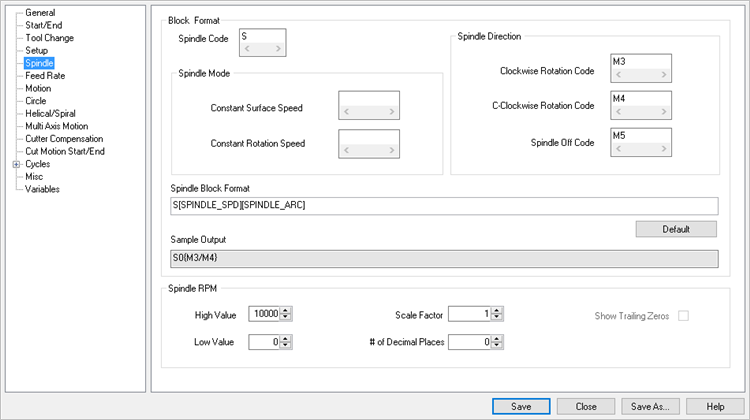 General
Start/End
Tool Change
Setup
Spindle
Feed Rate
Motion
Circle
Helical/Spiral
Multi Axis Motion
Cutter Compensation
Cut Motion Start/End
Cycles
Misc
Variables
Block Format
Spindle Code
S
Spindle Mode
Constant Surface Speed
Constant Rotation Speed
Spindle Direction
Clockwise Rotation Code
M3
C-Clockwise Rotation Code
M4
Spindle Off Code
M5
Spindle Block Format
S[SPINDLE_SPD][SPINDLE_ARC]
Default
Sample Output
S0{M3/M4}
Spindle RPM
High Value 10000
Scale Factor 1
Show Trailing Zeros
Low Value 0
# of Decimal Places 0
Save
Close
Save As...
Help